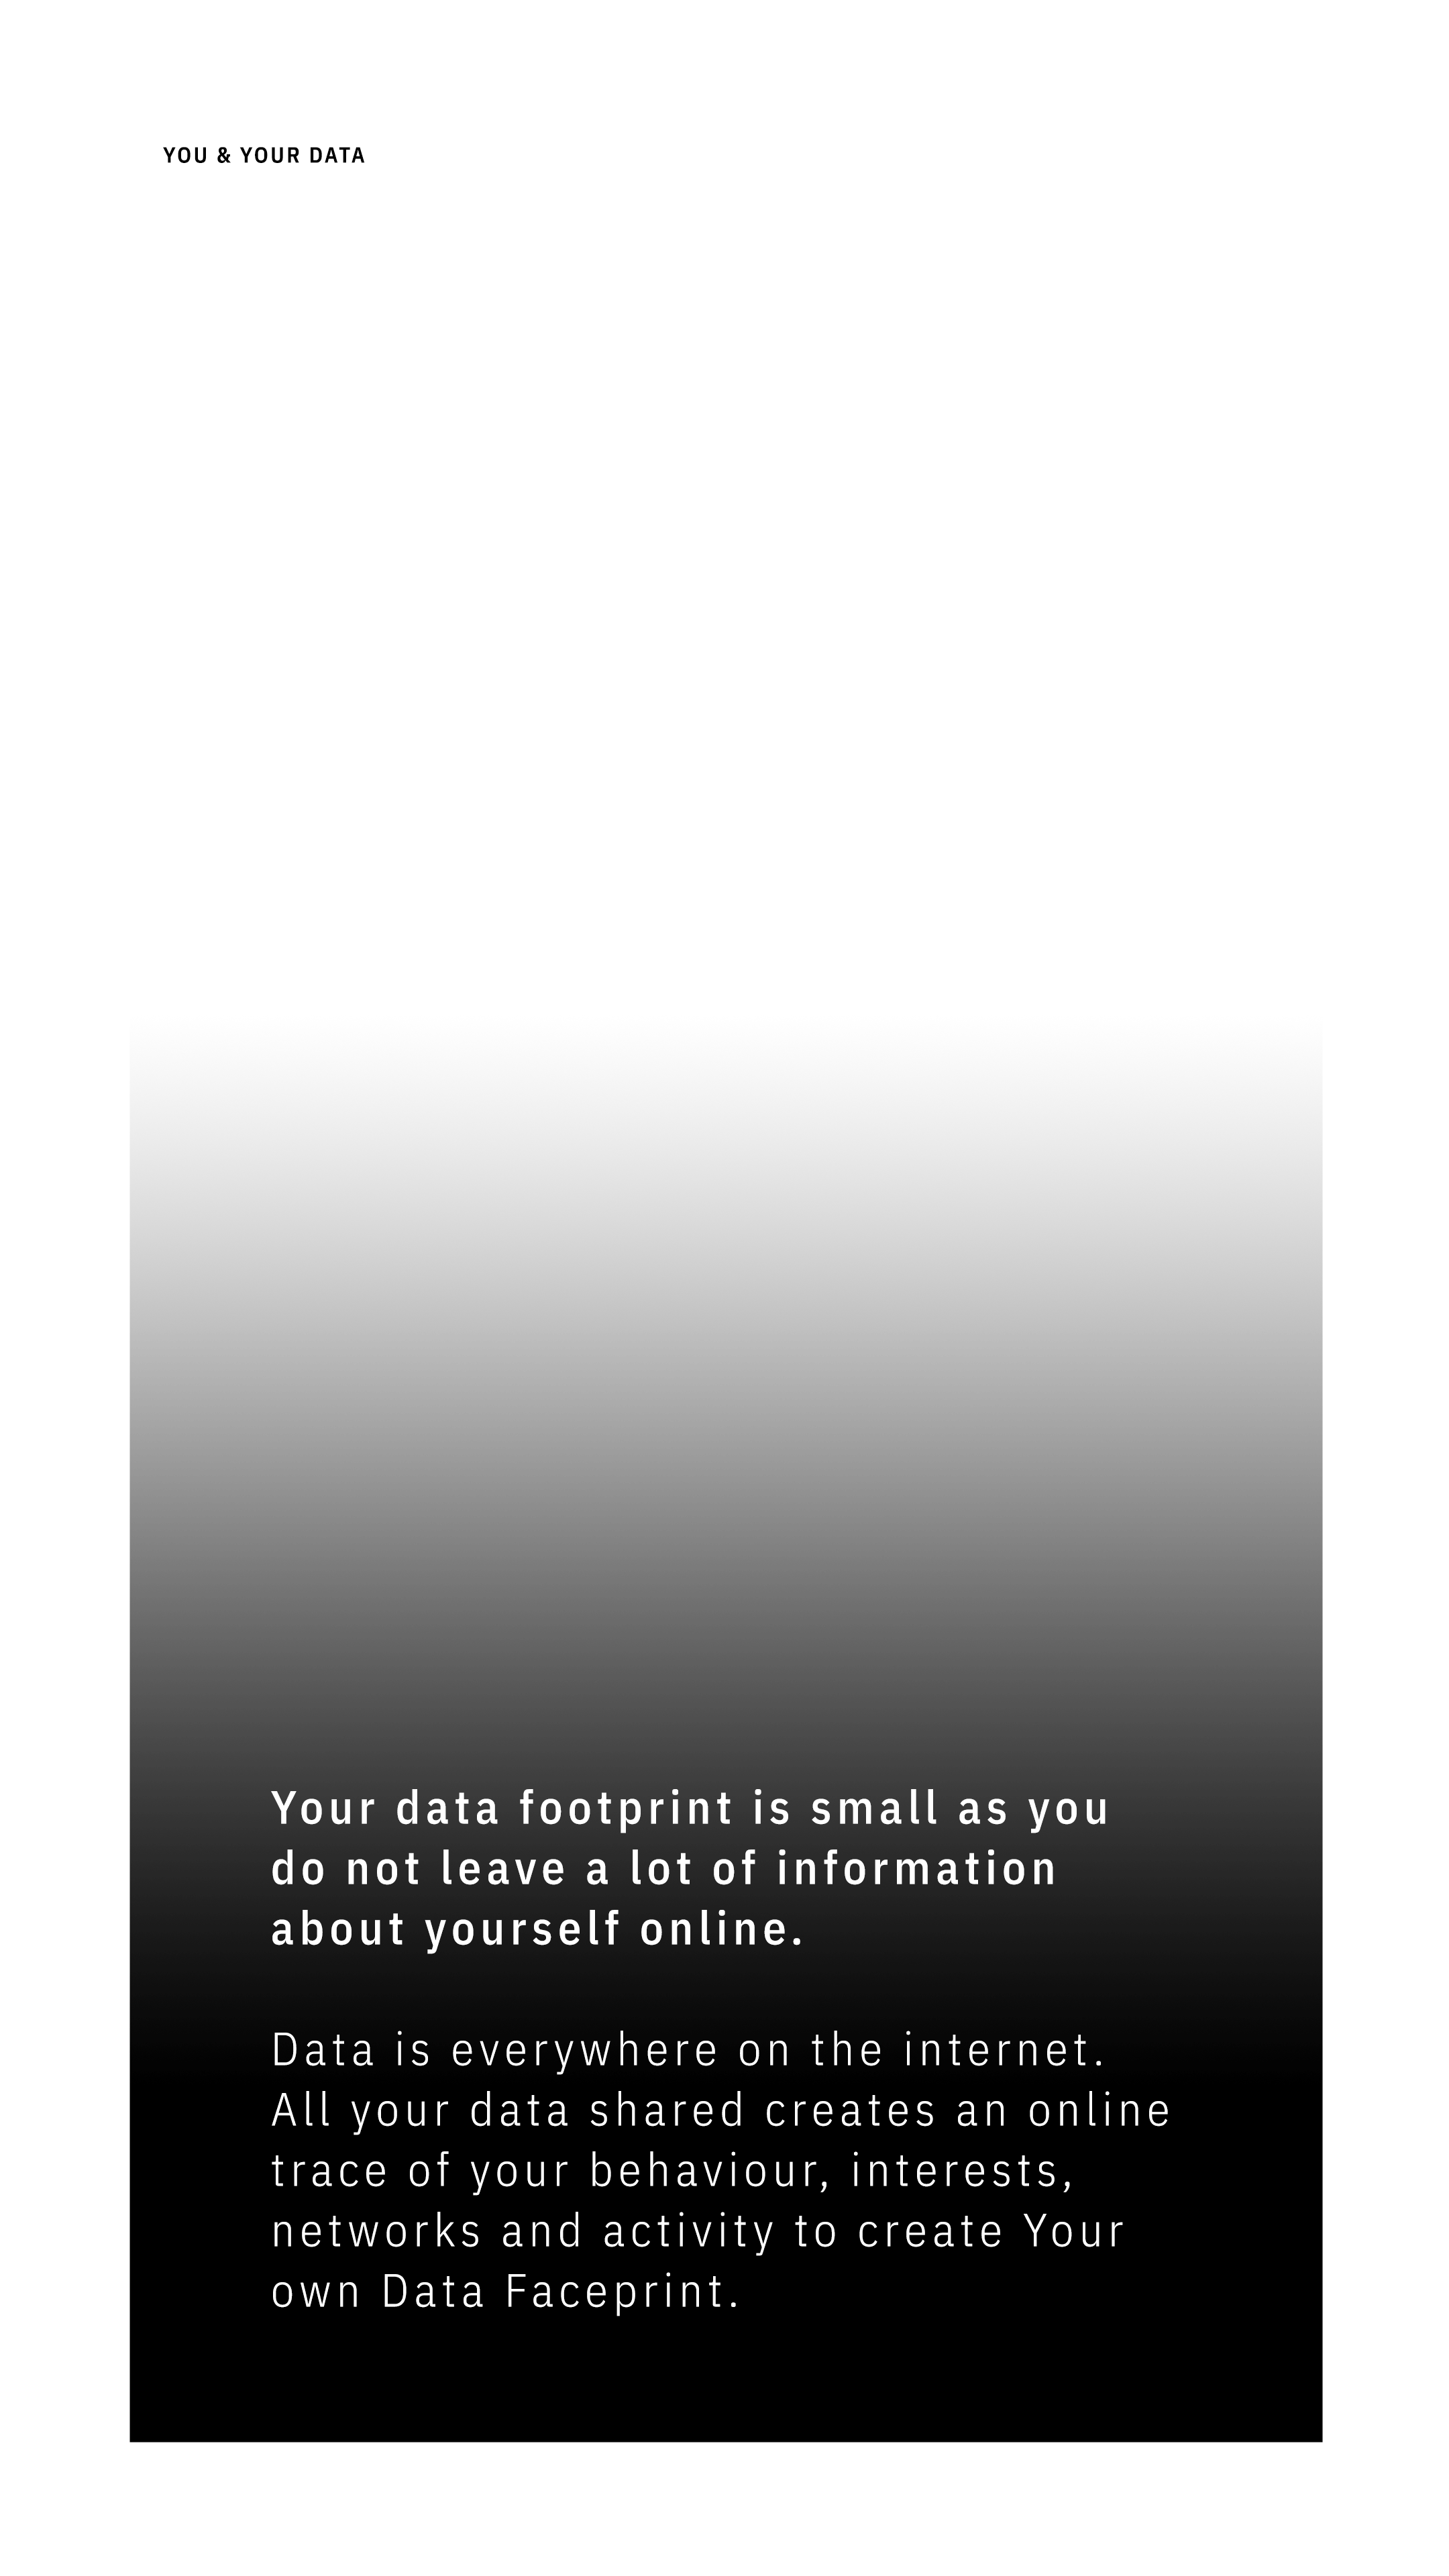 YOU & YOUR DATA
Your data footprint is small as you
do not leave a lot of information
about yourself online.
Data is everywhere on the internet.
All your data shared creates an online
trace of your behaviour, interests,
networks and activity to create Your
own Data Faceprint.